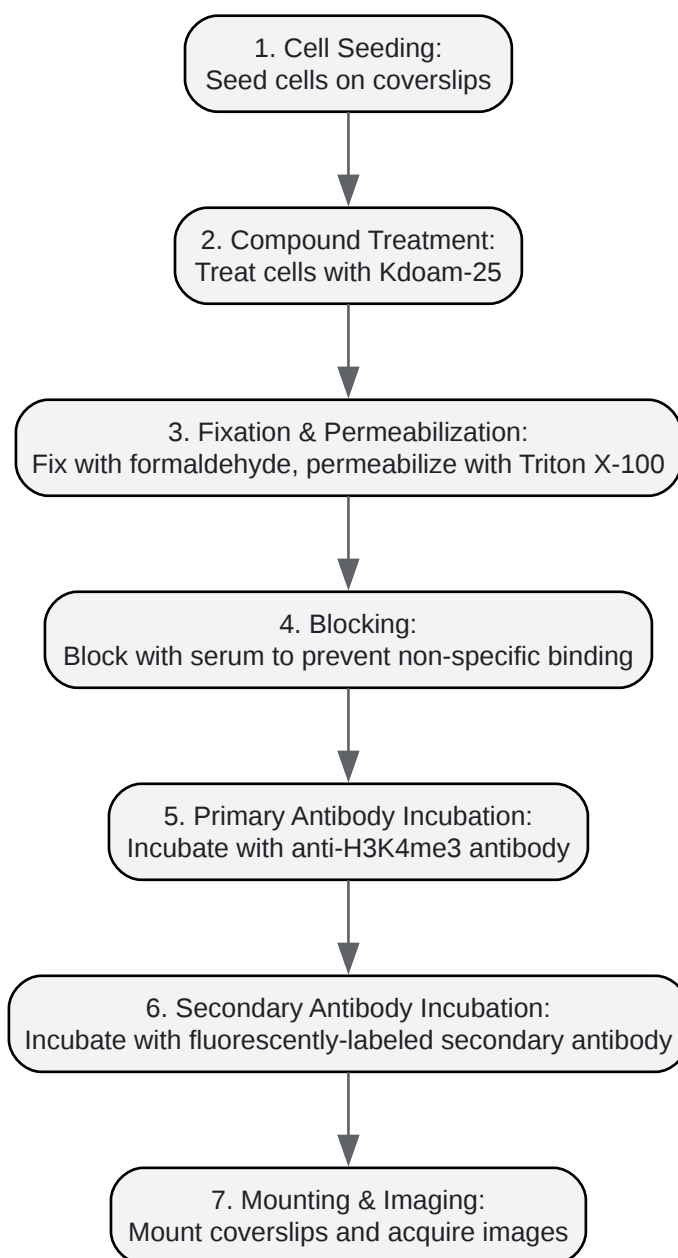 1. Cell Seeding:
Seed cells on coverslips
2. Compound Treatment:
Treat cells with Kdoam-25
3. Fixation & Permeabilization:
Fix with formaldehyde, permeabilize with Triton X-100
4. Blocking:
Block with serum to prevent non-specific binding
5. Primary Antibody Incubation:
Incubate with anti-H3K4me3 antibody
6. Secondary Antibody Incubation:
Incubate with fluorescently-labeled secondary antibody
7. Mounting & Imaging:
Mount coverslips and acquire images